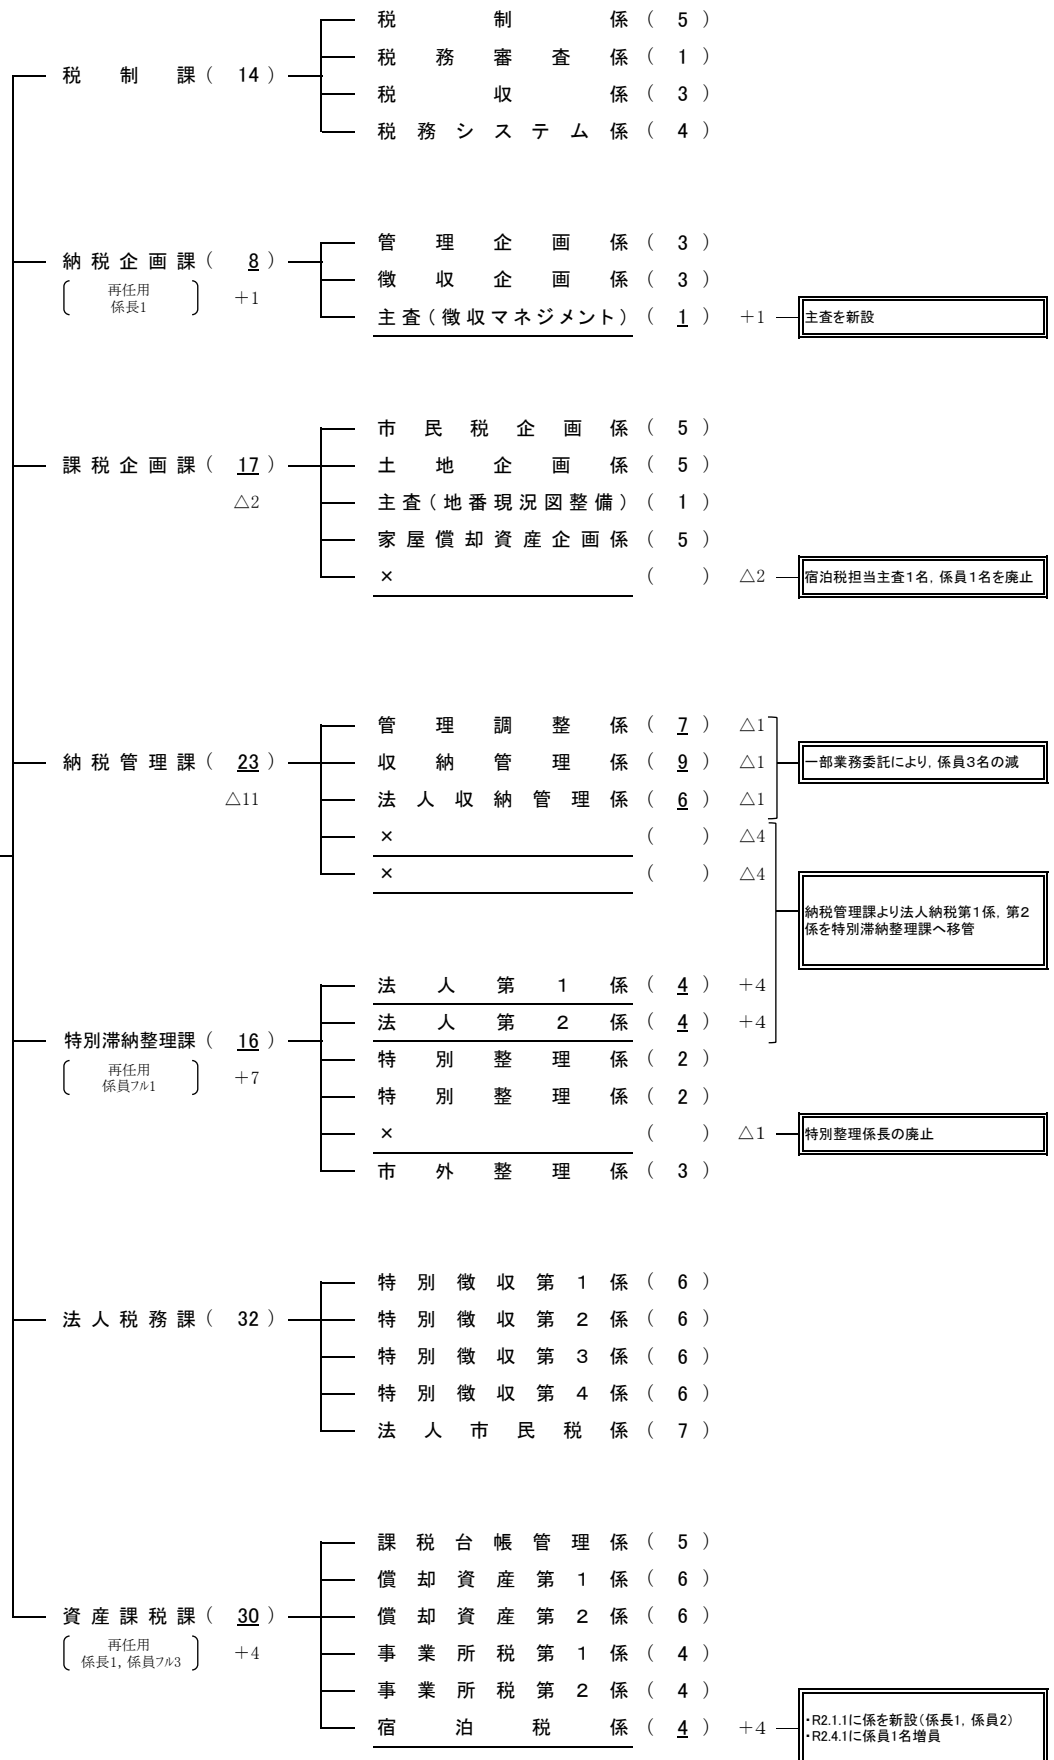 税制課（14）
税制係（5）
税務審査係（1）
税収係（3）
税務システム係（4）
納税企画課（8） +1
再任用
係長1
管理企画係（3）
徴収企画係（3）
主査（徴収マネジメント）（1） +1 主査を新設
課税企画課（17）
△2
市民税企画係（5）
土地企画係（5）
主査（地番現況図整備）（1）
家屋償却資産企画係（5）
×（ ） △2 宿泊税担当主査1名，係員1名を廃止
納税管理課（23）
△11
管理調整係（7） △1
収納管理係（9） △1 一部業務委託により，係員3名の減
法人収納管理係（6） △1
×（ ） △4
×（ ） △4
納税管理課より法人納税第1係，第2
係を特別滞納整理課へ移管
特別滞納整理課（16） +7
再任用
係員フル1
法人第1係（4） +4
法人第2係（4） +4
特別整理係（2）
特別整理係（2）
×（ ） △1 特別整理係長の廃止
市外整理係（3）
法人税務課（32）
特別徴収第1係（6）
特別徴収第2係（6）
特別徴収第3係（6）
特別徴収第4係（6）
法人市民税係（7）
資産課税課（30） +4
再任用
係長1，係員フル3
課税台帳管理係（5）
償却資産第1係（6）
償却資産第2係（6）
事業所税第1係（4）
事業所税第2係（4）
宿泊税係（4） +4
・R2.1.1に係を新設（係長1，係員2）
・R2.4.1に係員1名増員